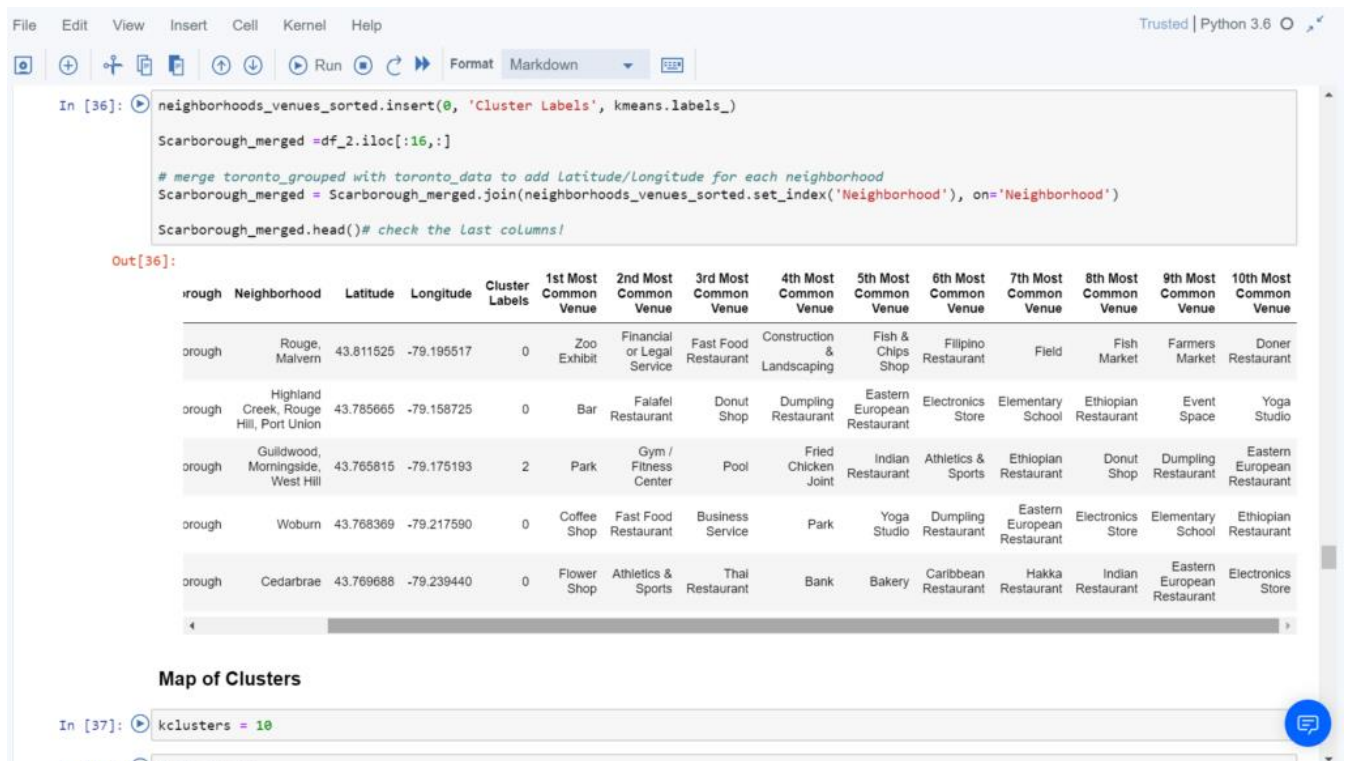 File Edit View Insert Cell Kernel Help Trusted | Python 3.6
Run Format Markdown
In [36]: neighborhoods_venues_sorted.insert(0, 'Cluster Labels', kmeans.labels_)
Scarborough_merged =df_2.iloc[:16,:]
# merge toronto_grouped with toronto_data to add latitude/longitude for each neighborhood
Scarborough_merged = Scarborough_merged.join(neighborhoods_venues_sorted.set_index('Neighborhood'), on='Neighborhood')
Scarborough_merged.head()# check the last columns!
Out[36]:
orough Neighborhood Latitude Longitude Cluster Labels 1st Most Common Venue 2nd Most Common Venue 3rd Most Common Venue 4th Most Common Venue 5th Most Common Venue 6th Most Common Venue 7th Most Common Venue 8th Most Common Venue 9th Most Common Venue 10th Most Common Venue
orough Rouge, Malvern 43.811525 -79.195517 0 Zoo Exhibit Financial or Legal Service Fast Food Restaurant Construction & Landscaping Fish & Chips Shop Filipino Restaurant Field Fish Market Farmers Market Doner Restaurant
orough Highland Creek, Rouge Hill, Port Union 43.785665 -79.158725 0 Bar Falafel Restaurant Donut Shop Dumpling Restaurant Eastern European Restaurant Electronics Store Elementary School Ethiopian Restaurant Event Space Yoga Studio
orough Guildwood, Morningside, West Hill 43.765815 -79.175193 2 Park Gym / Fitness Center Pool Fried Chicken Joint Indian Restaurant Athletics & Sports Ethiopian Restaurant Donut Shop Dumpling Restaurant Eastern European Restaurant
orough Woburn 43.768369 -79.217590 0 Coffee Shop Fast Food Restaurant Business Service Park Yoga Studio Dumpling Restaurant Eastern European Restaurant Electronics Store Elementary School Ethiopian Restaurant
orough Cedarbrae 43.769688 -79.239440 0 Flower Shop Athletics & Sports Thai Restaurant Bank Bakery Caribbean Restaurant Hakka Restaurant Indian Restaurant Eastern European Restaurant Electronics Store
Map of Clusters
In [37]: kclusters = 10